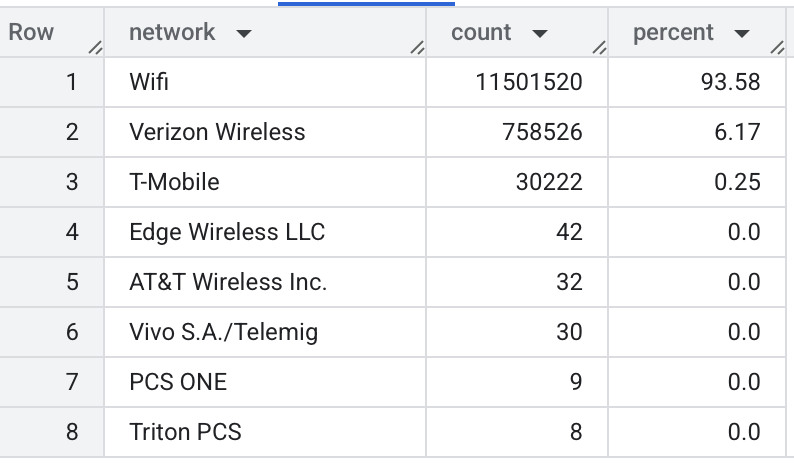 Row network count percent
1 Wifi 11501520 93.58
2 Verizon Wireless 758526 6.17
3 T-Mobile 30222 0.25
4 Edge Wireless LLC 42 0.0
5 AT&T Wireless Inc. 32 0.0
6 Vivo S.A./Telemig 30 0.0
7 PCS ONE 9 0.0
8 Triton PCS 8 0.0